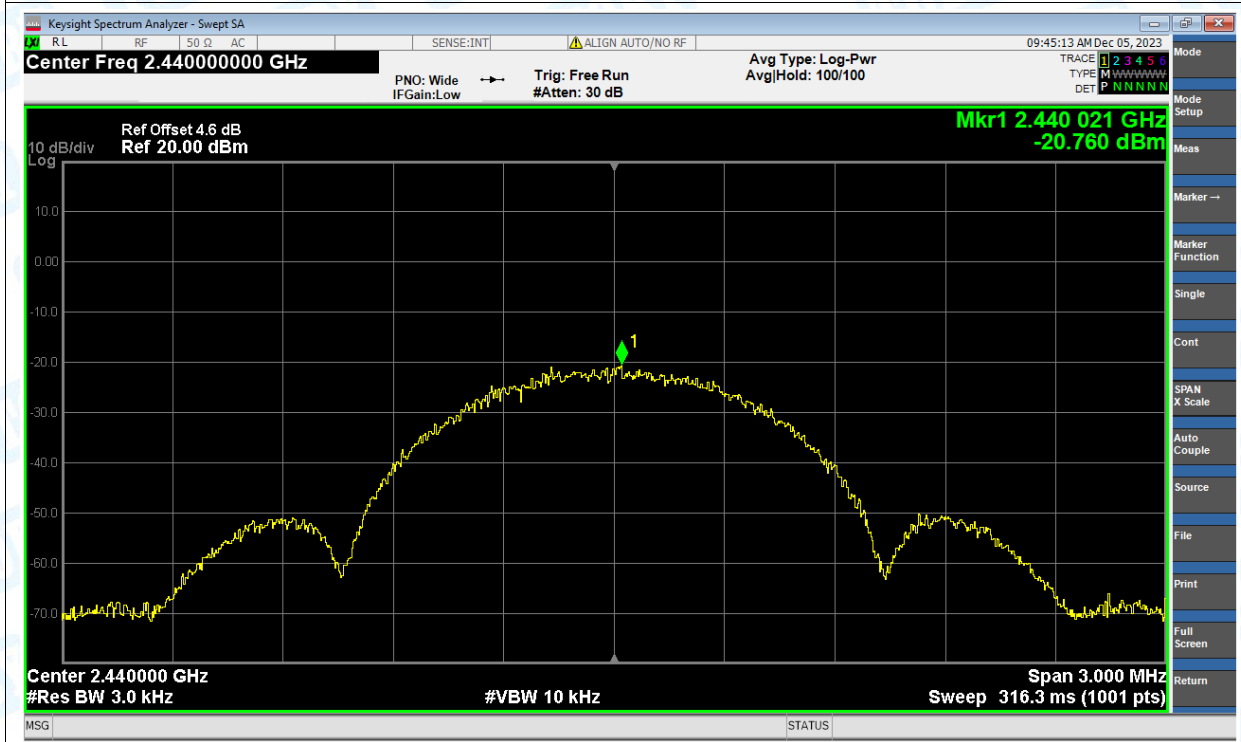 Keysight Spectrum Analyzer - Swept SA
LXI RL RF 50 Ω AC SENSE:INT ALIGN AUTO/NO RF 09:45:13 AM Dec 05, 2023
Center Freq 2.440000000 GHz
PNO: Wide
IFGain:Low
Trig: Free Run
#Atten: 30 dB
Avg Type: Log-Pwr
Avg|Hold: 100/100
TRACE 1 2 3 4 5 6
TYPE M WWWWW
DET P N N N N N
Ref Offset 4.6 dB
10 dB/div Ref 20.00 dBm
Log
Mkr1 2.440 021 GHz
-20.760 dBm
10.0
0.00
-10.0
1
-20.0
-30.0
-40.0
-50.0
-60.0
-70.0
Center 2.440000 GHz Span 3.000 MHz
#Res BW 3.0 kHz #VBW 10 kHz Sweep 316.3 ms (1001 pts)
MSG STATUS
Mode
Mode
Setup
Meas
Marker →
Marker
Function
Single
Cont
SPAN
X Scale
Auto
Couple
Source
File
Print
Full
Screen
Return